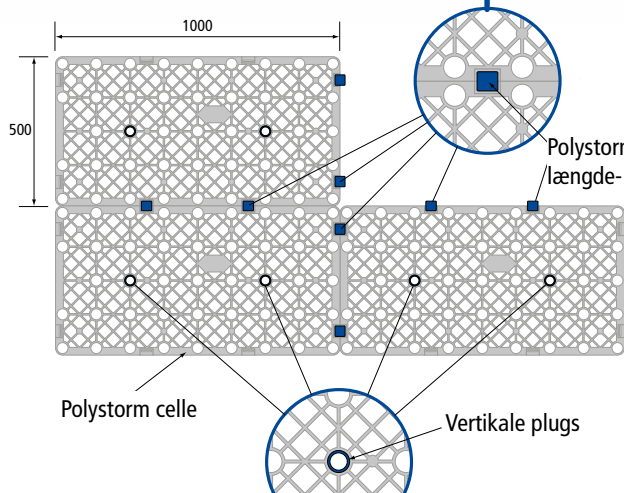 1000
500
Polystorm
længde-
Polystorm celle
Vertikale plugs